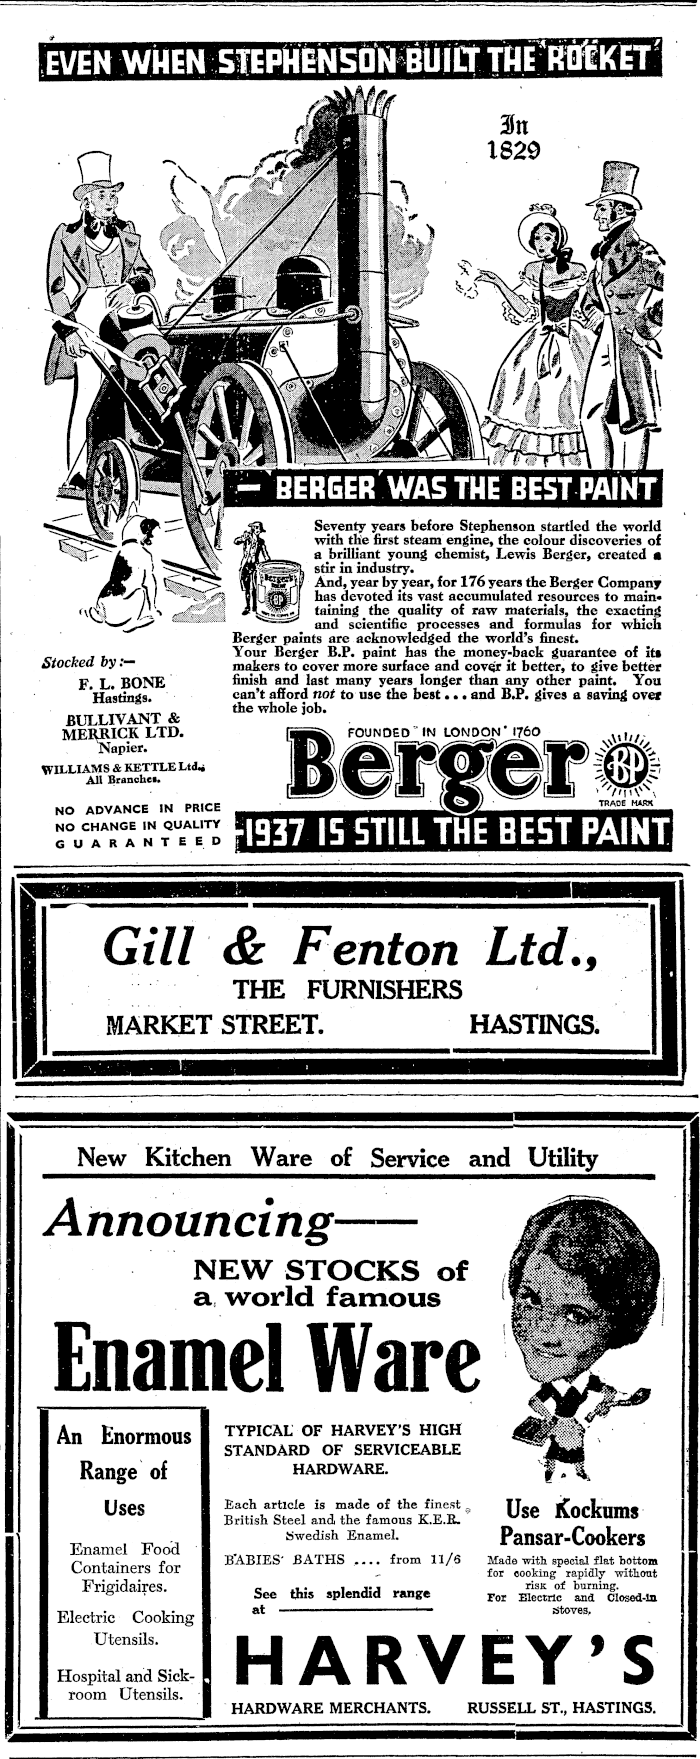 EVEN WHEN STEPHENSON BUILT THE 'ROCKET'
In
1829
— 'BERGER' WAS THE BEST PAINT
Seventy years before Stephenson startled the world
with the first steam engine, the colour discoveries of
a brilliant young chemist, Lewis Berger, created a
stir in industry.
And, year by year, for 176 years the Berger Company
has devoted its vast accumulated resources to main-
taining the quality of raw materials, the exacting
and scientific processes and formulas for which
Berger paints are acknowledged the world's finest.
Your Berger B.P. paint has the money-back guarantee of its
makers to cover more surface and cover it better, to give better
finish and last many years longer than any other paint. You
can't afford not to use the best ... and B.P. gives a saving over
the whole job.
Stocked by :—
F. L. BONE
Hastings.
BULLIVANT &
MERRICK LTD.
Napier.
WILLIAMS & KETTLE Ltd.,
All Branches.
NO ADVANCE IN PRICE
NO CHANGE IN QUALITY
GUARANTEED
FOUNDED IN LONDON 1760
Berger
BP
TRADE MARK
-1937 IS STILL THE BEST PAINT
Gill & Fenton Ltd.,
THE FURNISHERS
MARKET STREET. HASTINGS.
New Kitchen Ware of Service and Utility
Announcing—
NEW STOCKS of
a world famous
Enamel Ware
An Enormous
Range of
Uses
Enamel Food
Containers for
Frigidaires.
Electric Cooking
Utensils.
Hospital and Sick-
room Utensils.
TYPICAL OF HARVEY'S HIGH
STANDARD OF SERVICEABLE
HARDWARE.
Each article is made of the finest
British Steel and the famous K.E.R.
Swedish Enamel.
BABIES' BATHS .... from 11/6
See this splendid range
at
Use Kockums
Pansar-Cookers
Made with special flat bottom
for cooking rapidly without
risk of burning.
For Electric and Closed-in
Stoves.
HARVEY'S
HARDWARE MERCHANTS. RUSSELL ST., HASTINGS.